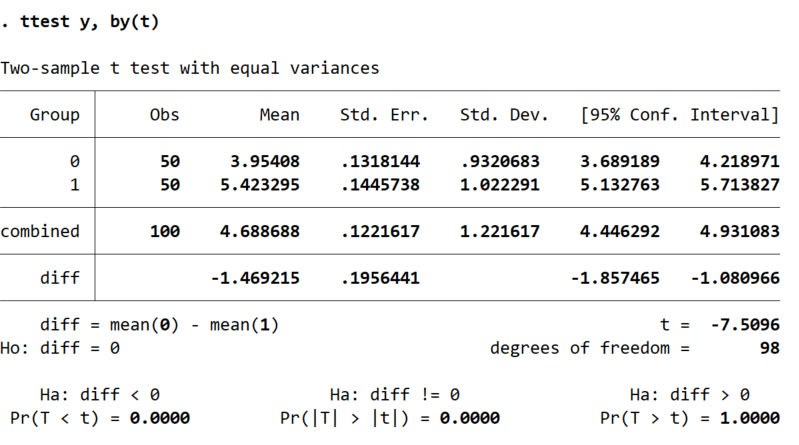 . ttest y, by(t)
Two-sample t test with equal variances
Group Obs Mean Std. Err. Std. Dev. [95% Conf. Interval]
0 50 3.95408 .1318144 .9320683 3.689189 4.218971
1 50 5.423295 .1445738 1.022291 5.132763 5.713827
combined 100 4.688688 .1221617 1.221617 4.446292 4.931083
diff -1.469215 .1956441 -1.857465 -1.080966
diff = mean(0) - mean(1) t = -7.5096
Ho: diff = 0 degrees of freedom = 98
Ha: diff < 0 Ha: diff != 0 Ha: diff > 0
Pr(T < t) = 0.0000 Pr(|T| > |t|) = 0.0000 Pr(T > t) = 1.0000